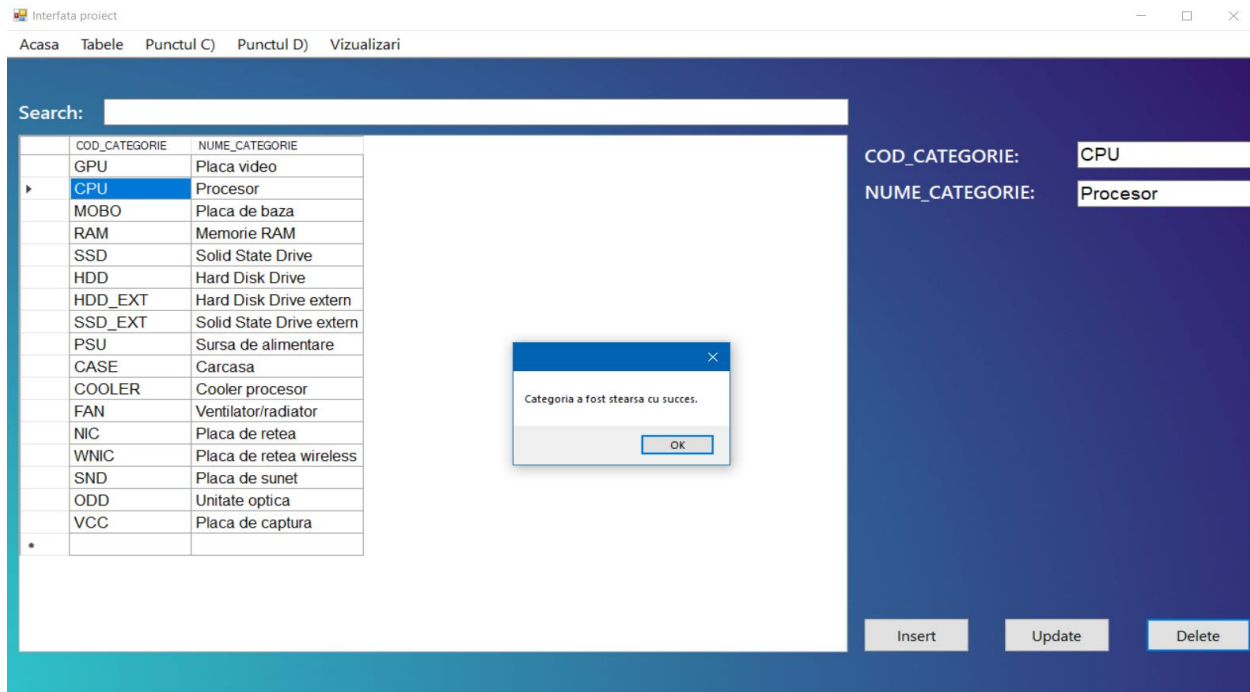 Interfata proiect
Acasa Tabele Punctul C) Punctul D) Vizualizari
Search:
COD_CATEGORIE NUME_CATEGORIE
GPU Placa video
CPU Procesor
MOBO Placa de baza
RAM Memorie RAM
SSD Solid State Drive
HDD Hard Disk Drive
HDD_EXT Hard Disk Drive extern
SSD_EXT Solid State Drive extern
PSU Sursa de alimentare
CASE Carcasa
COOLER Cooler procesor
FAN Ventilator/radiator
NIC Placa de retea
WNIC Placa de retea wireless
SND Placa de sunet
ODD Unitate optica
VCC Placa de captura
COD_CATEGORIE: CPU
NUME_CATEGORIE: Procesor
Categoria a fost stearsa cu succes.
OK
Insert Update Delete